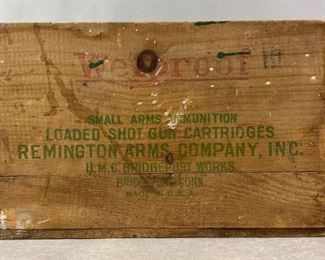 Wetproof
SMALL ARMS AMMUNITION
LOADED SHOT GUN CARTRIDGES
REMINGTON ARMS COMPANY, INC.
U.M.C. BRIDGEPORT WORKS
BRIDGEPORT, CONN.
MADE IN U.S.A.